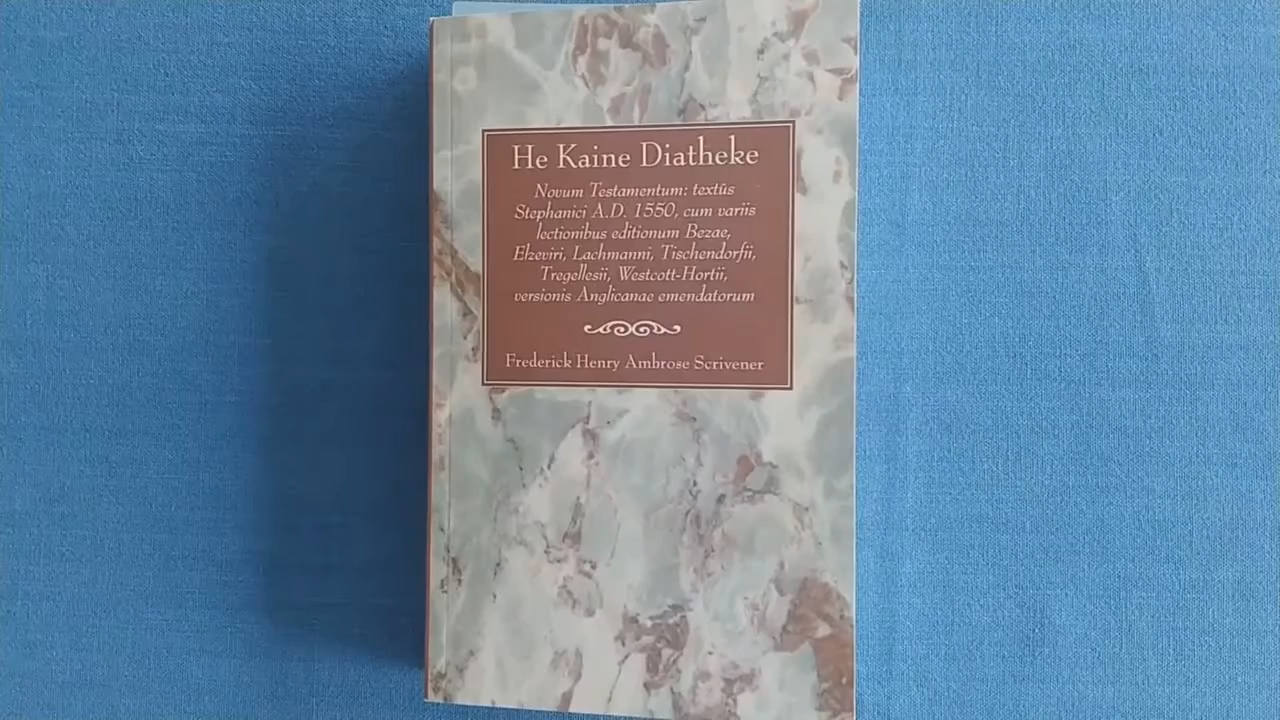 He Kaine Diatheke
Novum Testamentum: textûs
Stephanici A.D. 1550, cum variis
lectionibus editionum Bezae,
Elzeviri, Lachmanni, Tischendorfii,
Tregellesii, Westcott-Hortii,
versionis Anglicanae emendatorum
Frederick Henry Ambrose Scrivener